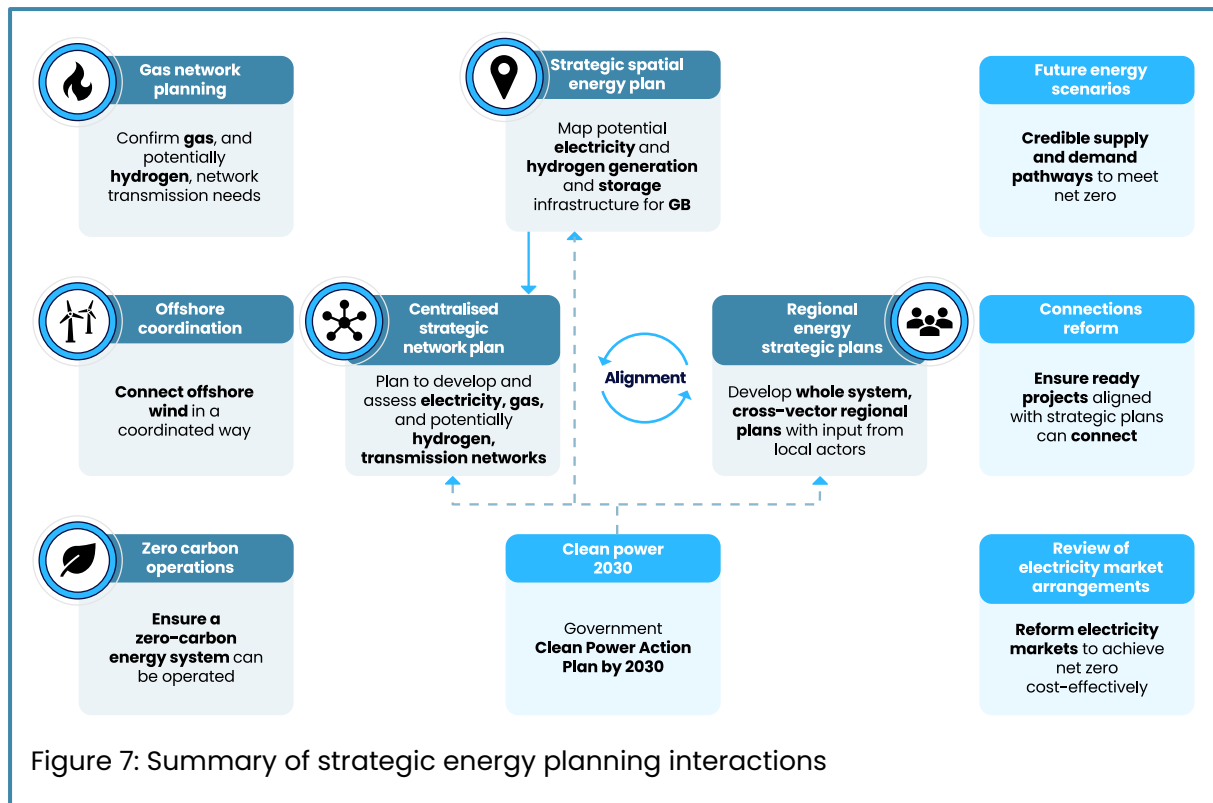 Gas network
planning
Confirm gas, and
potentially
hydrogen, network
transmission needs
Strategic spatial
energy plan
Map potential
electricity and
hydrogen generation
and storage
infrastructure for GB
Future energy
scenarios
Credible supply
and demand
pathways to meet
net zero
Offshore
coordination
Connect offshore
wind in a
coordinated way
Centralised
strategic
network plan
Plan to develop and
assess electricity, gas,
and potentially
hydrogen,
transmission networks
Alignment
Regional
energy
strategic plans
Develop whole system,
cross-vector regional
plans with input from
local actors
Connections
reform
Ensure ready
projects aligned
with strategic plans
can connect
Zero carbon
operations
Ensure a
zero-carbon
energy system can
be operated
Clean power
2030
Government
Clean Power Action
Plan by 2030
Review of
electricity market
arrangements
Reform electricity
markets to achieve
net zero
cost-effectively
Figure 7: Summary of strategic energy planning interactions